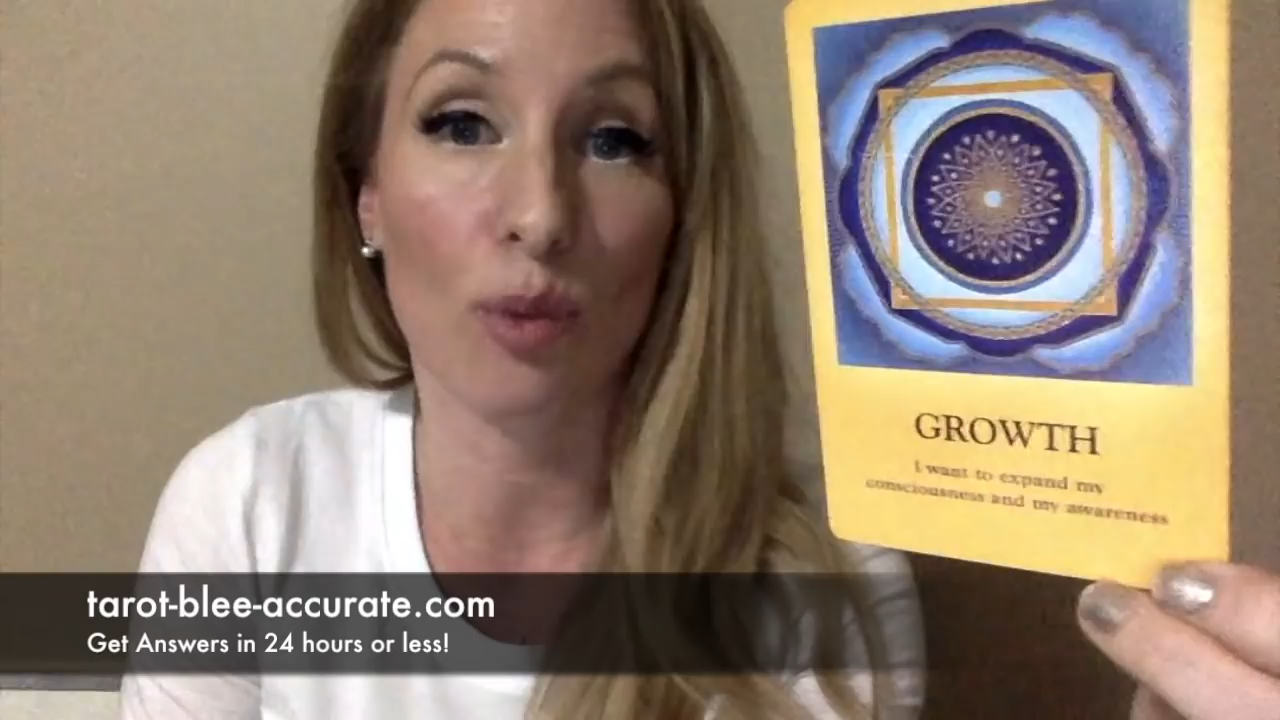 GROWTH
I want to expand my
consciousness and my awareness
tarot-blee-accurate.com
Get Answers in 24 hours or less!